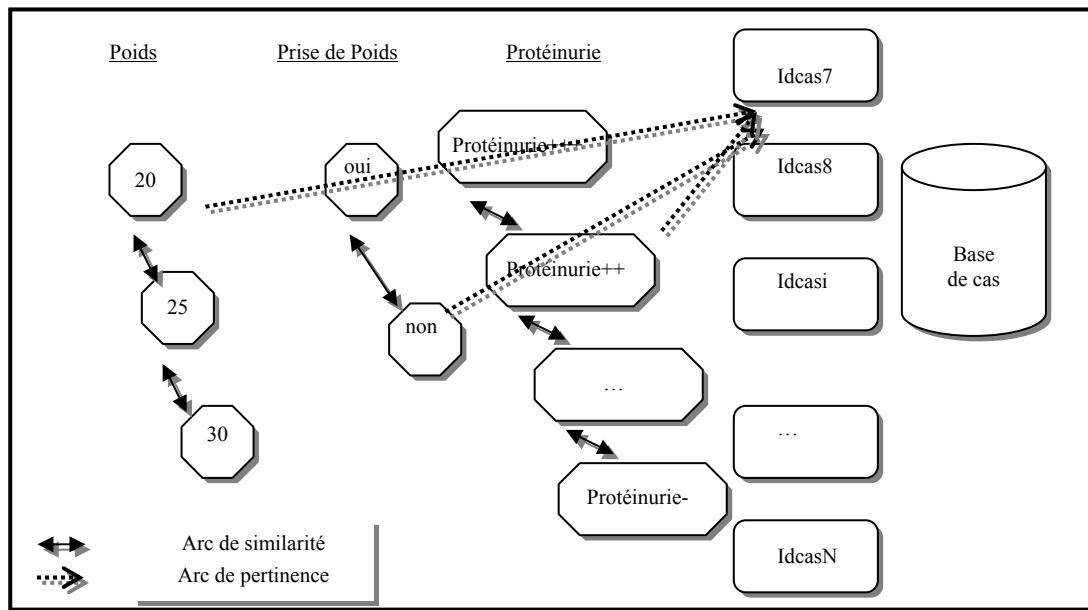 Poids
Prise de Poids
Protéinurie
Idcas7
Protéinurie+++
20
oui
Idcas8
Protéinurie++
Base
de cas
Idcasi
25
non
…
30
…
Protéinurie-
Arc de similarité
IdcasN
Arc de pertinence